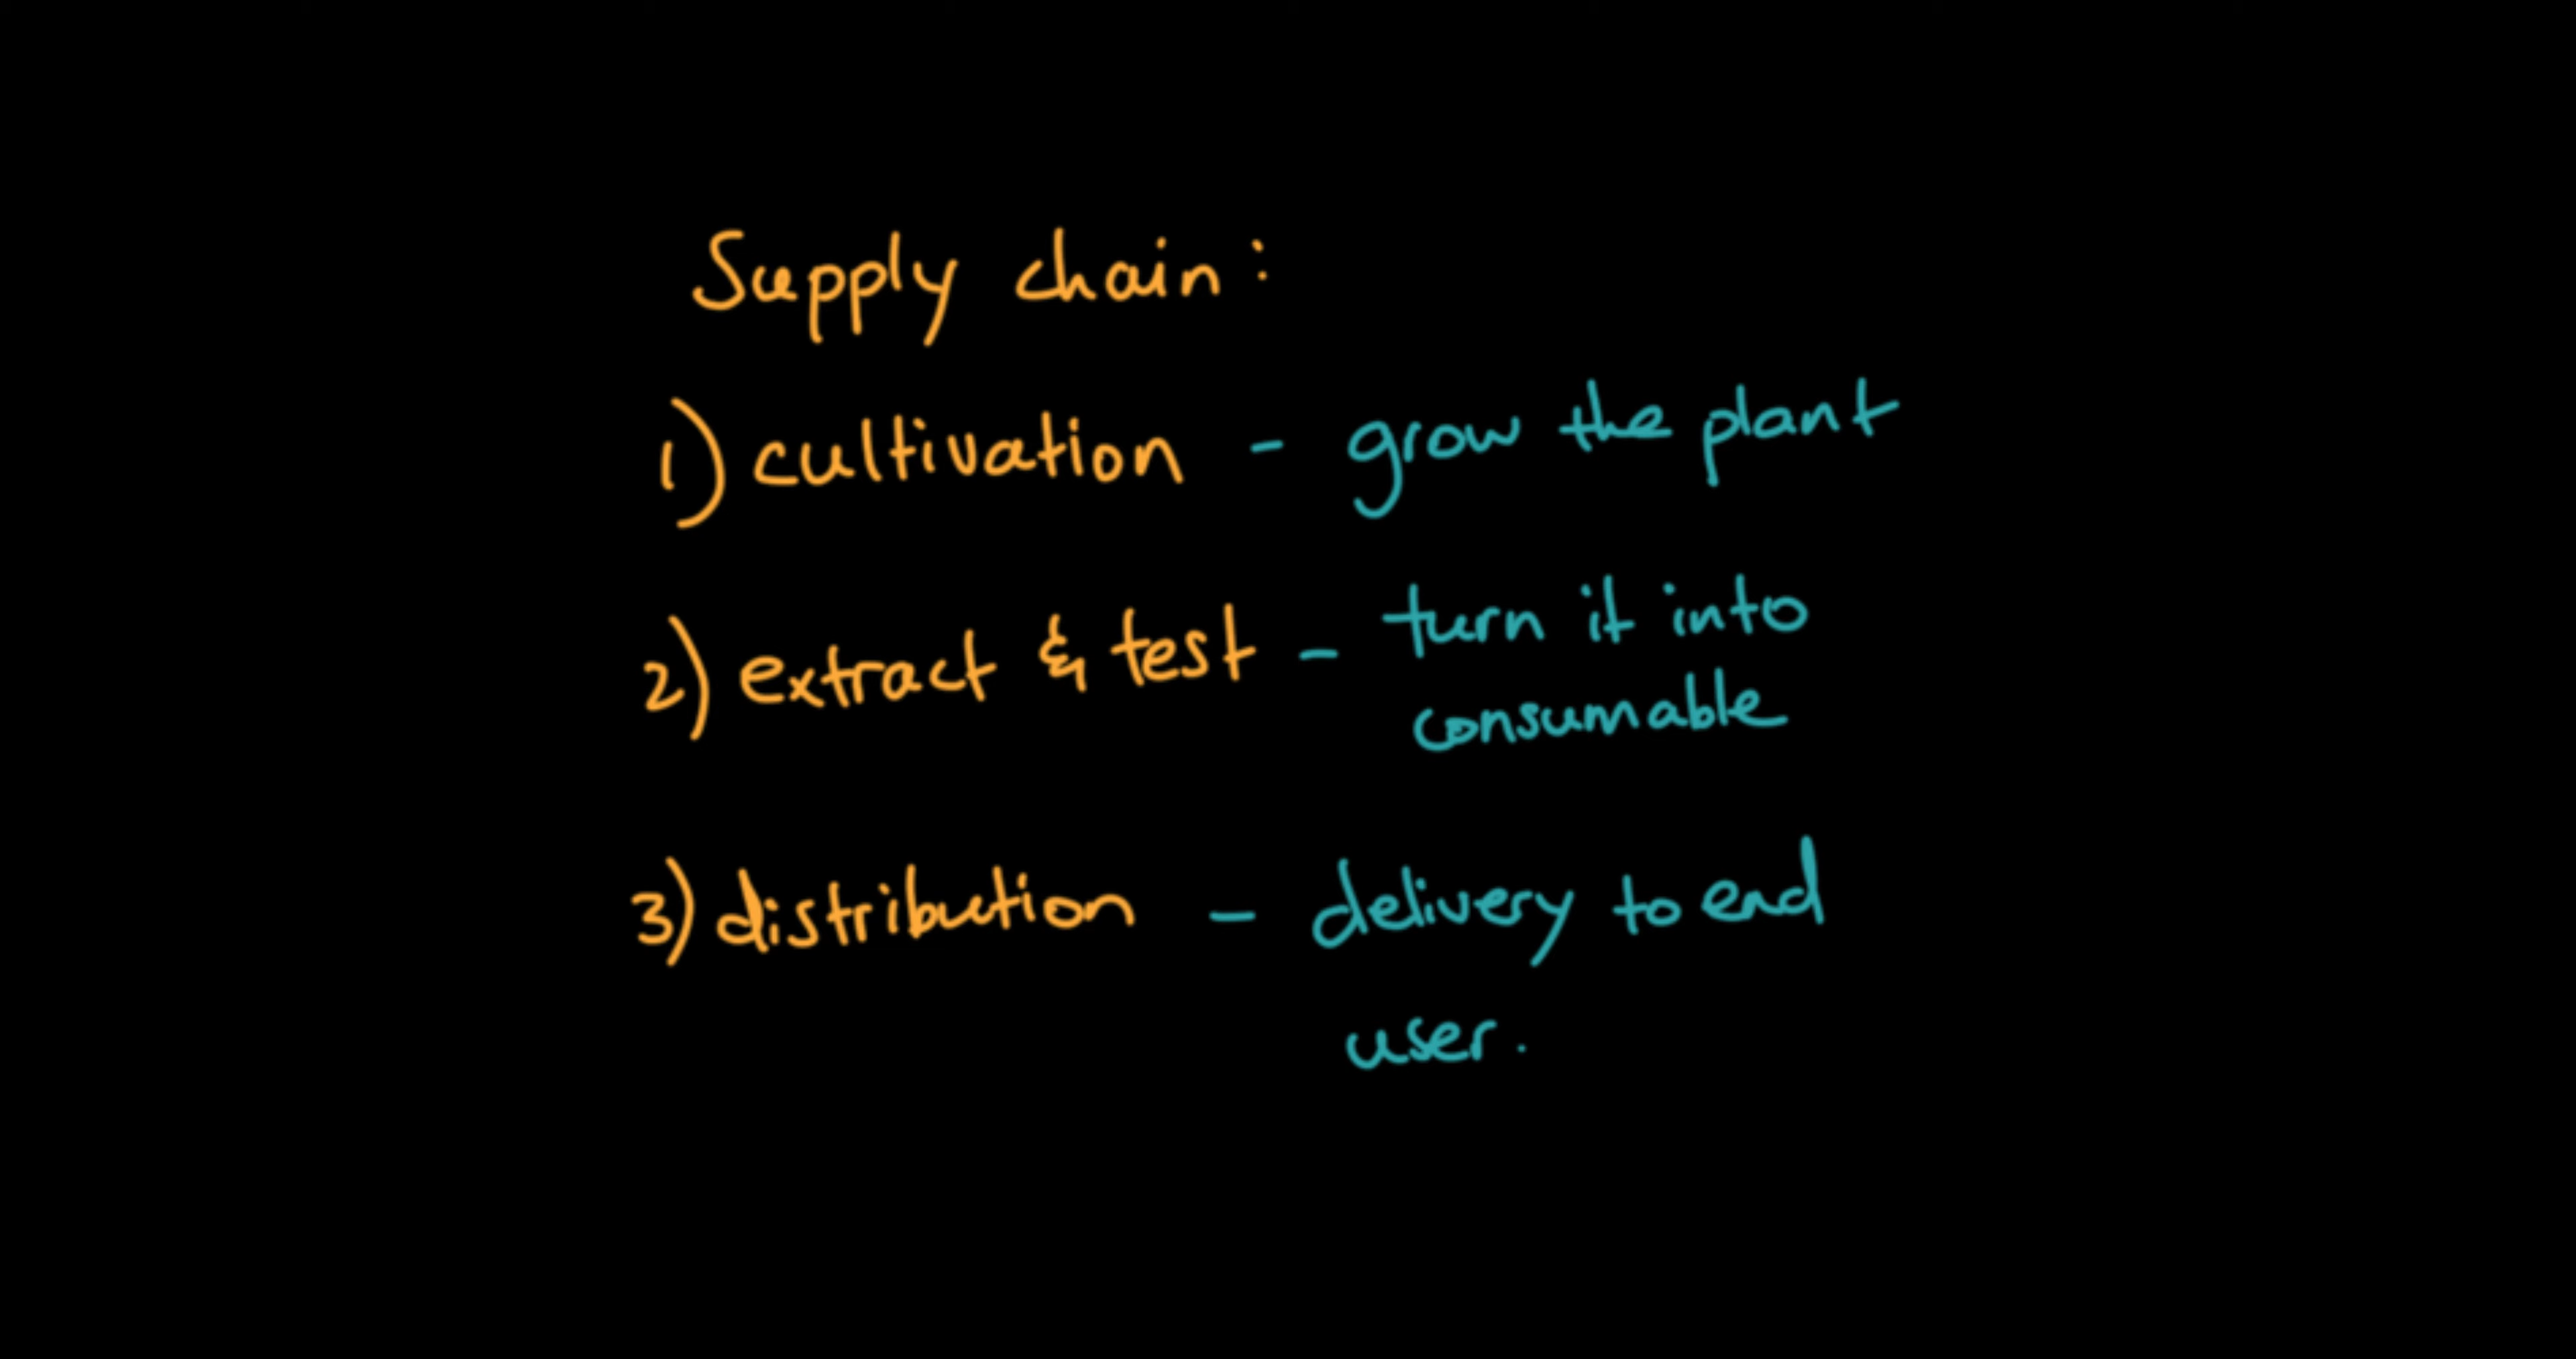 Supply chain:
1) cultivation - grow the plant
2) extract & test - turn it into
consumable
3) distribution - delivery to end
user.